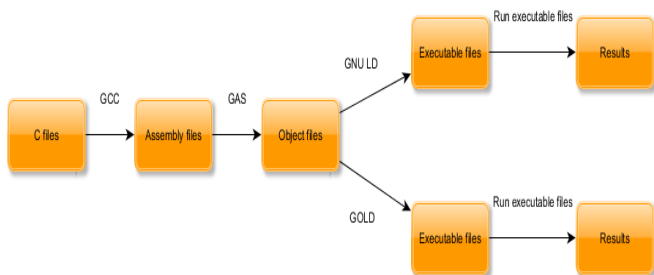 C files
GCC
Assembly files
GAS
Object files
GNU LD
Executable files
Run executable files
Results
GOLD
Executable files
Run executable files
Results